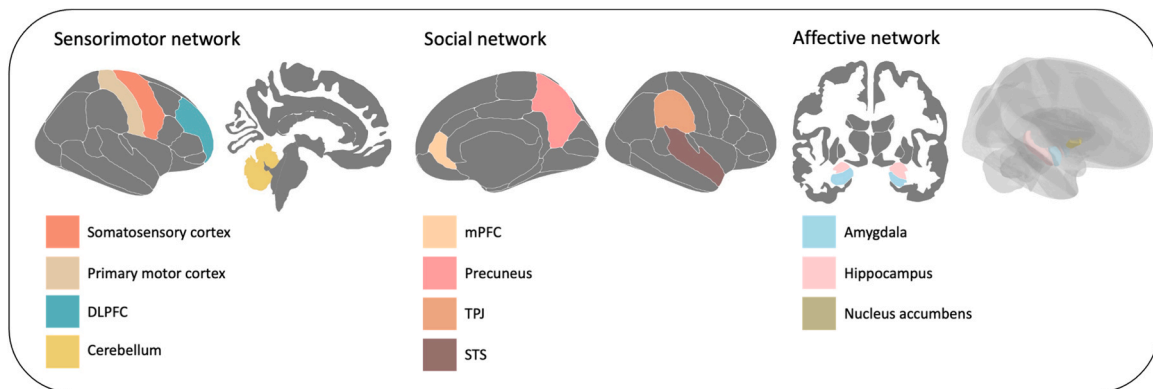 Sensorimotor network
Social network
Affective network
Somatosensory cortex
Primary motor cortex
DLPFC
Cerebellum
mPFC
Precuneus
TPJ
STS
Amygdala
Hippocampus
Nucleus accumbens